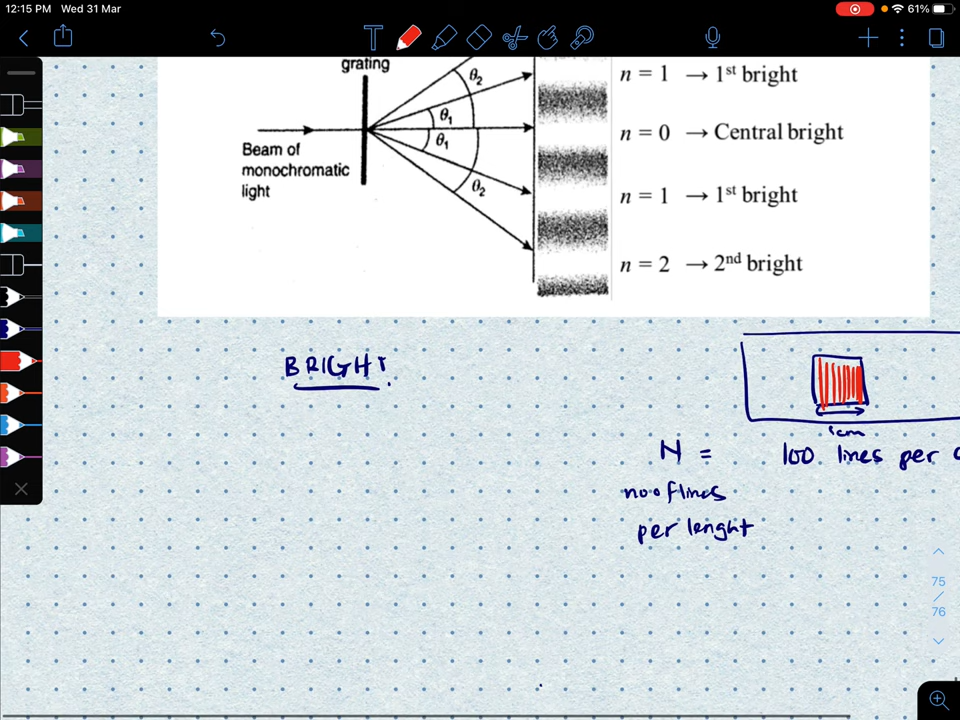 12:15 PM Wed 31 Mar
61%
grating
θ₂
n = 1 → 1st bright
θ₁
n = 0 → Central bright
θ₁
Beam of
monochromatic
light
θ₂
n = 1 → 1st bright
n = 2 → 2nd bright
BRIGHT
1cm
N = 100 lines per c
no of lines
per lenght
75
/
76